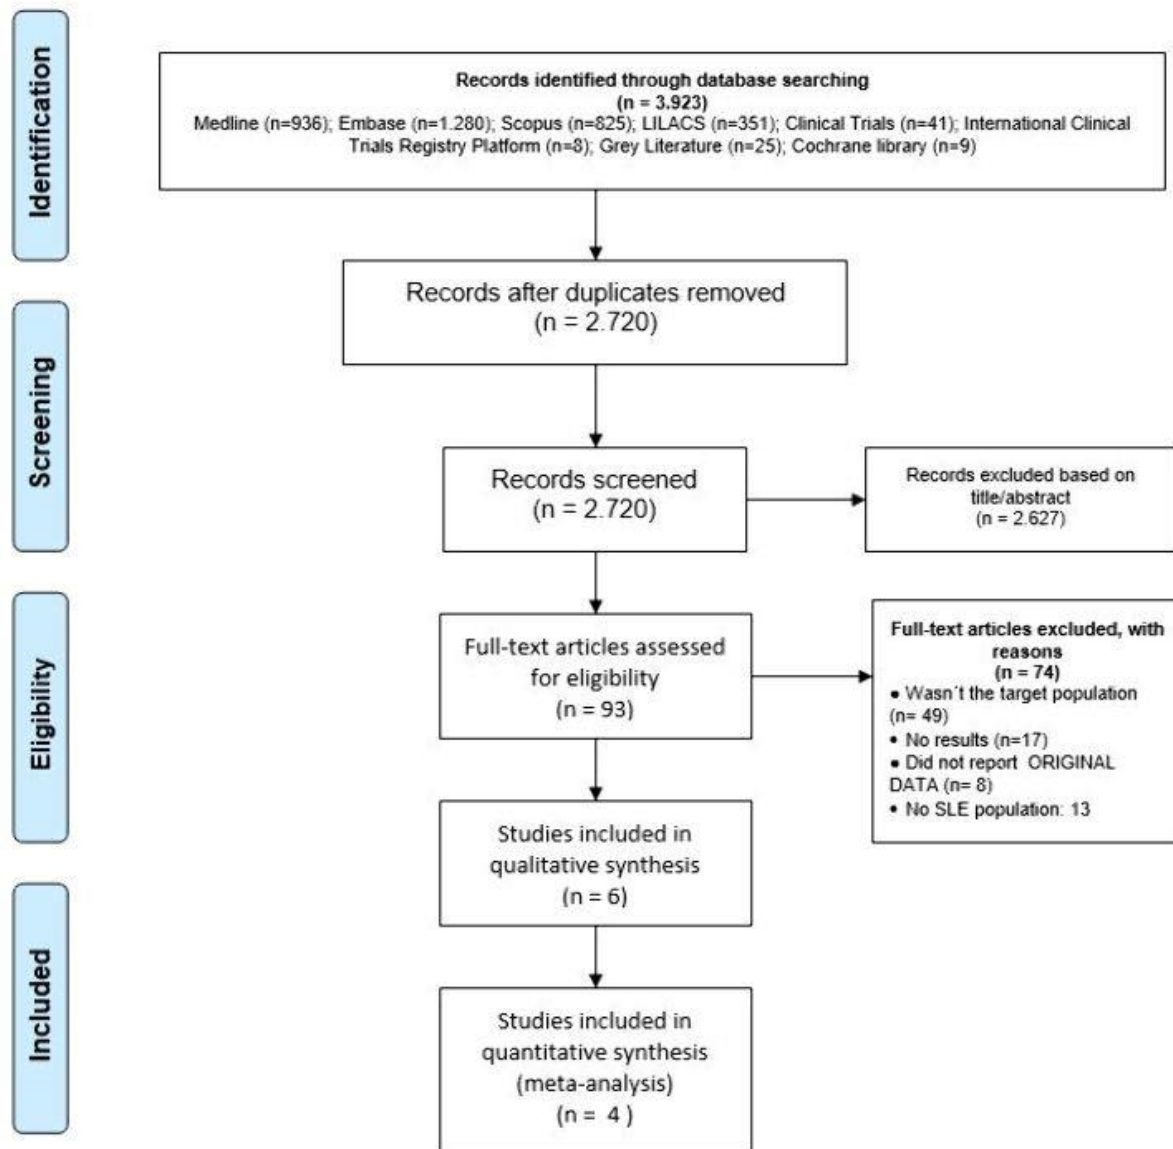 Identification
Records identified through database searching
(n = 3.923)
Medline (n=936); Embase (n=1.280); Scopus (n=825); LILACS (n=351); Clinical Trials (n=41); International Clinical
Trials Registry Platform (n=8); Grey Literature (n=25); Cochrane library (n=9)
Records after duplicates removed
(n = 2.720)
Screening
Records screened
(n = 2.720)
Records excluded based on
title/abstract
(n = 2.627)
Eligibility
Full-text articles assessed
for eligibility
(n = 93)
Full-text articles excluded, with
reasons
(n = 74)
● Wasn´t the target population
(n= 49)
• No results (n=17)
● Did not report ORIGINAL
DATA (n= 8)
• No SLE population: 13
Studies included in
qualitative synthesis
(n = 6)
Included
Studies included in
quantitative synthesis
(meta-analysis)
(n = 4 )